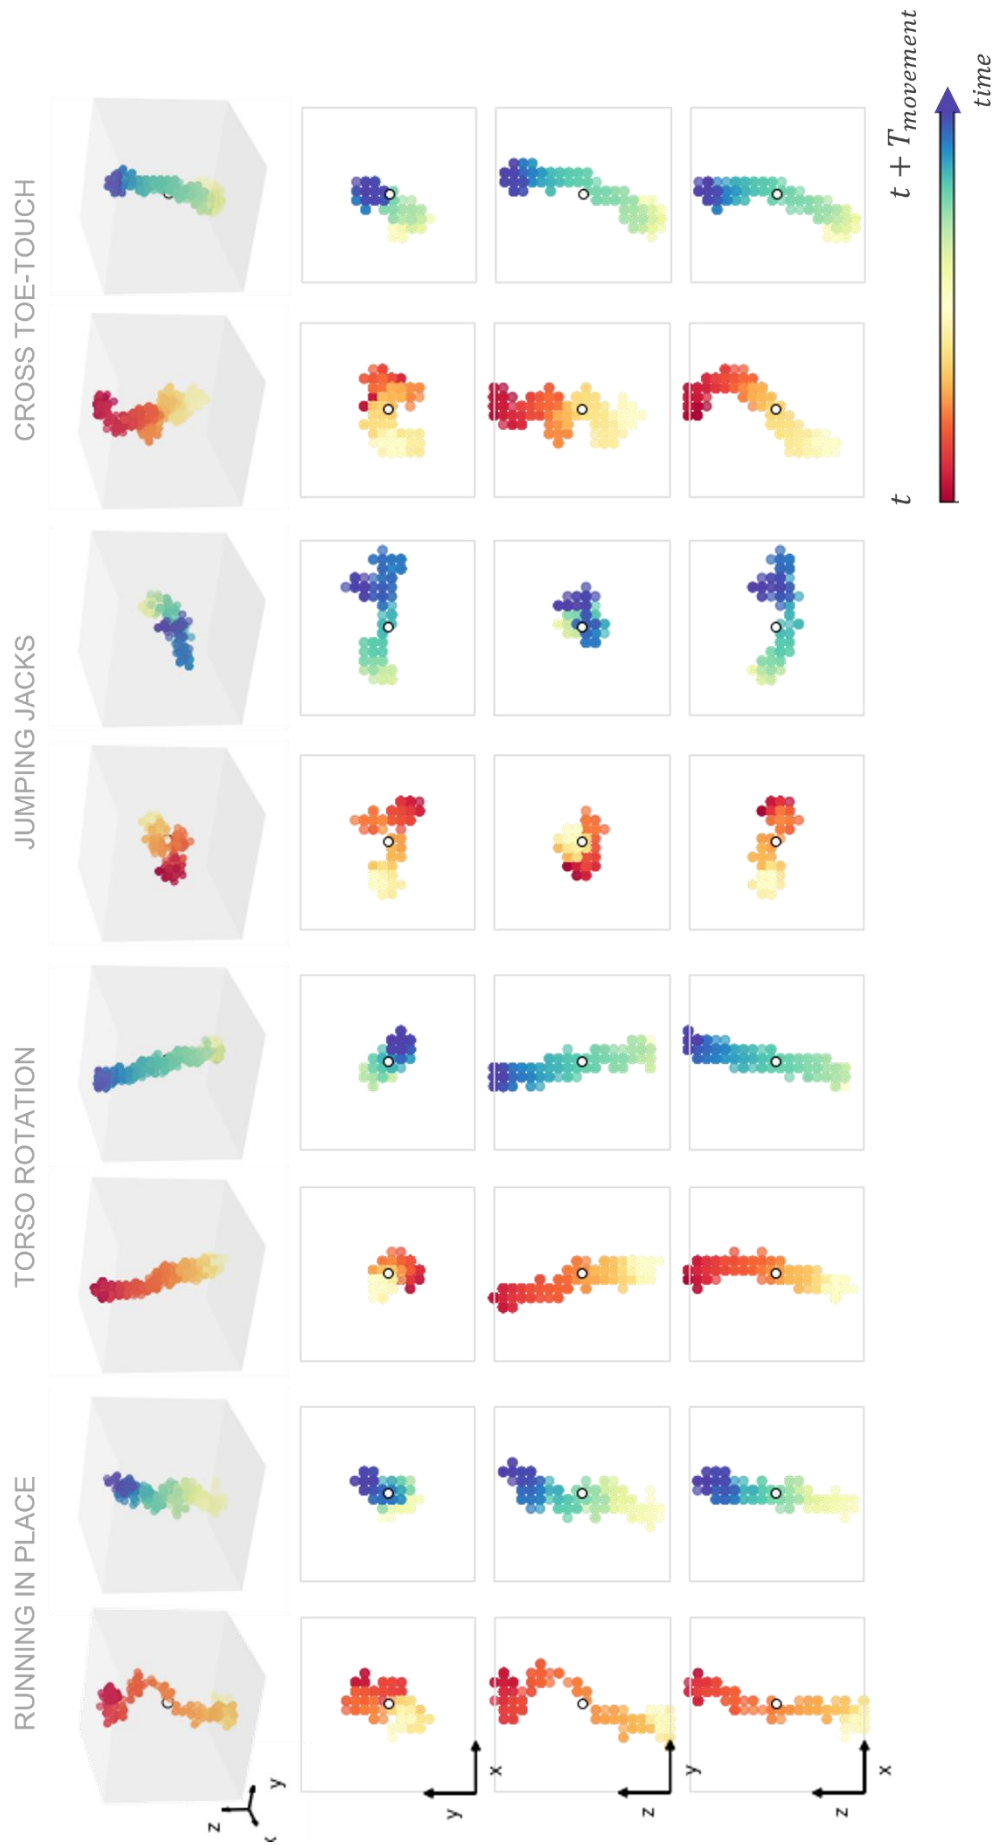 RUNNING IN PLACE
TORSO ROTATION
JUMPING JACKS
CROSS TOE-TOUCH
z
y
y
x
z
y
z
x
t
t + T_movement
time